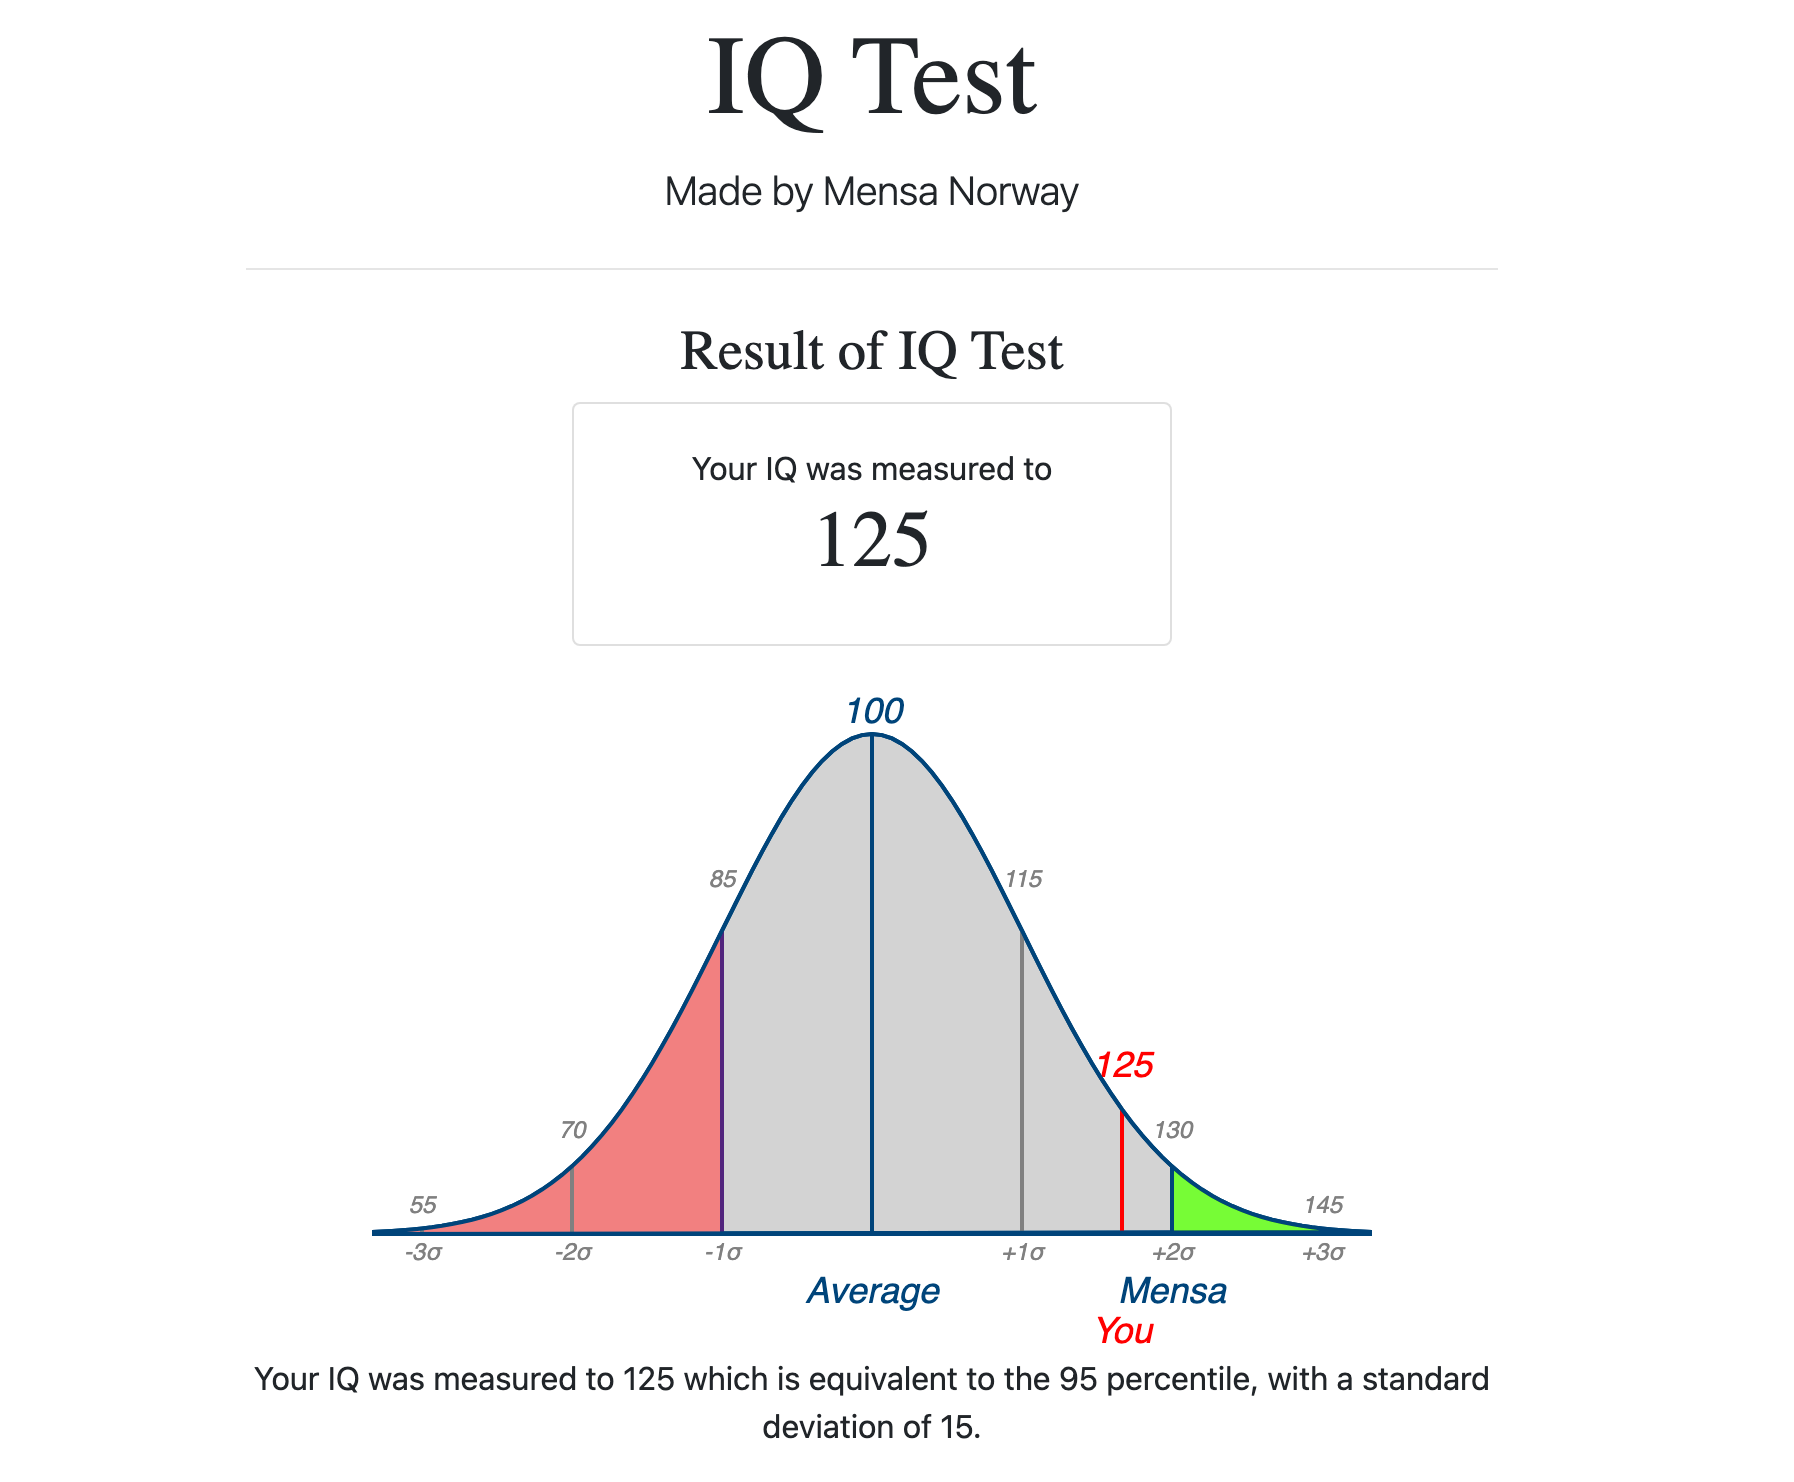 IQ Test
Made by Mensa Norway
Result of IQ Test
Your IQ was measured to
125
100
85
115
125
70
130
55
145
-3σ -2σ -1σ +1σ +2σ +3σ
Average Mensa
You
Your IQ was measured to 125 which is equivalent to the 95 percentile, with a standard
deviation of 15.